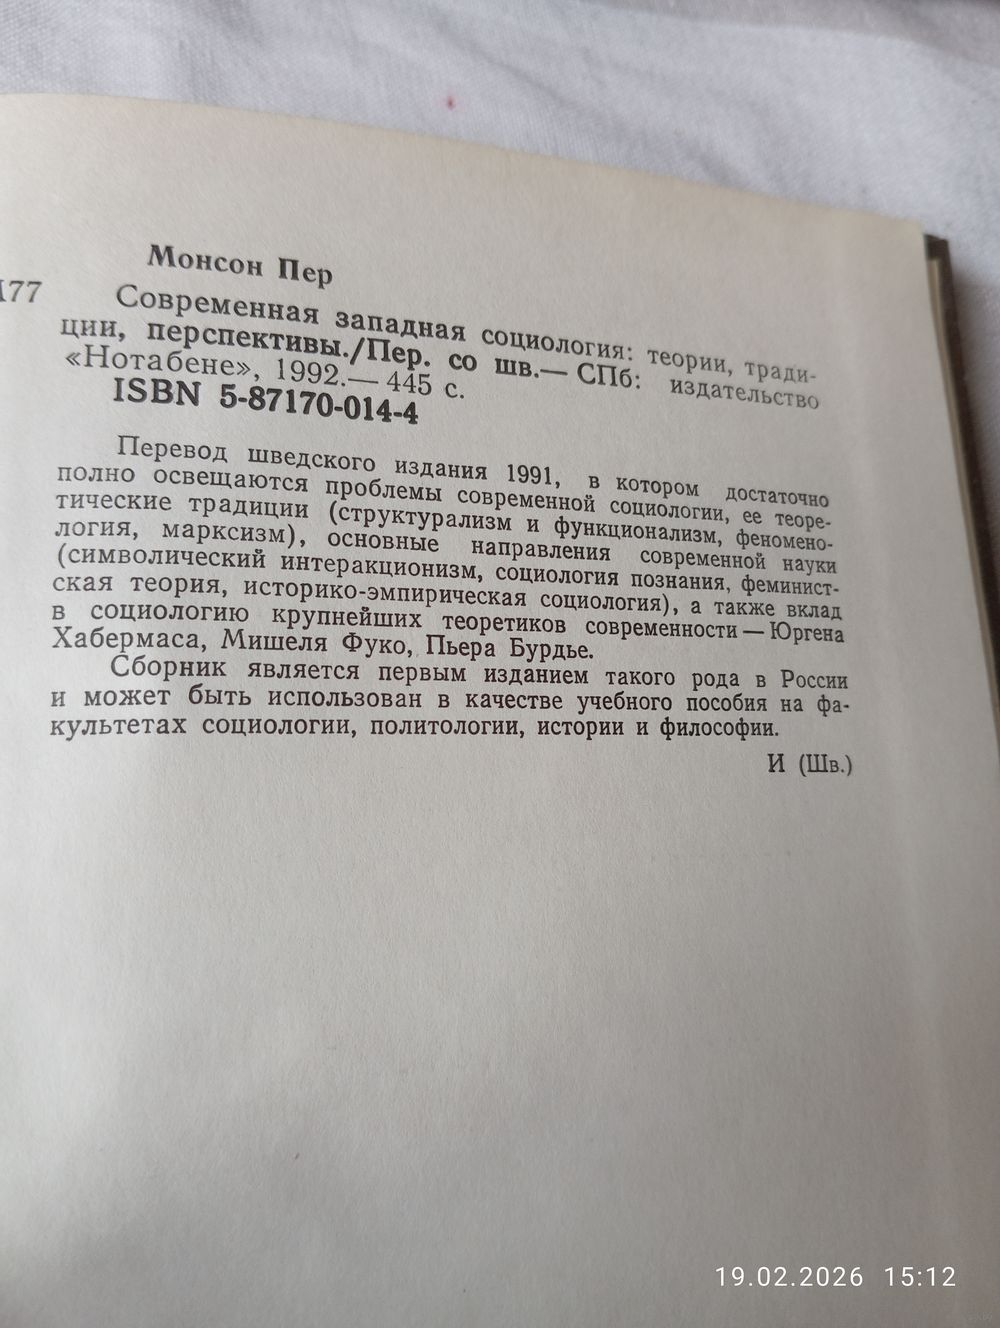 Монсон Пер
177
Современная западная социология: теории, тради-
ции, перспективы./Пер. со шв.— СПб: издательство
«Нотабене», 1992.— 445 с.
ISBN 5-87170-014-4
Перевод шведского издания 1991, в котором достаточно
полно освещаются проблемы современной социологии, ее теоре-
тические традиции (структурализм и функционализм, феномено-
логия, марксизм), основные направления современной науки
(символический интеракционизм, социология познания, феминист-
ская теория, историко-эмпирическая социология), а также вклад
в социологию крупнейших теоретиков современности — Юргена
Хабермаса, Мишеля Фуко, Пьера Бурдье.
Сборник является первым изданием такого рода в России
и может быть использован в качестве учебного пособия на фа-
культетах социологии, политологии, истории и философии.
И (Шв.)
19.02.2026 15:12